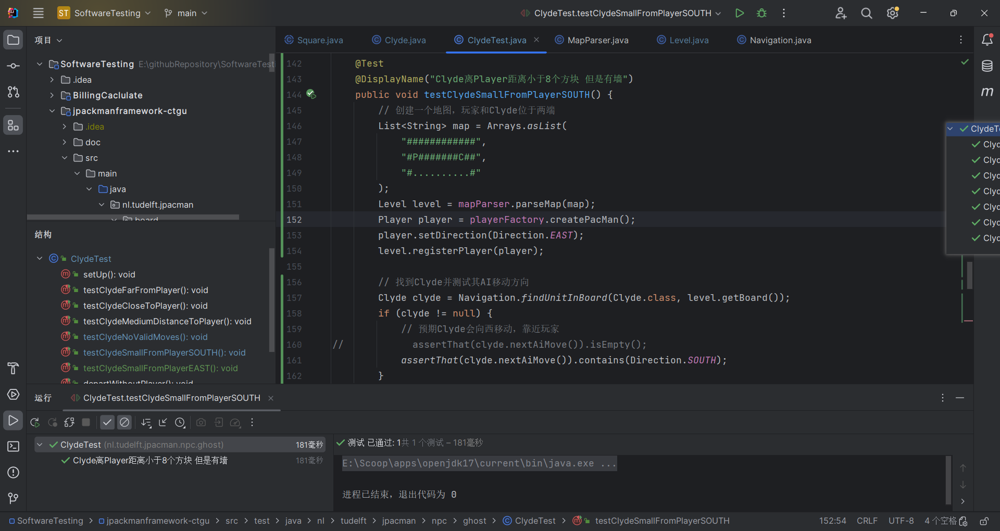 ST SoftwareTesting main ClydeTest.testClydeSmallFromPlayerSOUTH
项目
SoftwareTesting E:\githubRepository\SoftwareTesti
.idea
BillingCaclulate
jpackmanframework-ctgu
.idea
doc
src
main
java
nl.tudelft.jpacman
board
结构
ClydeTest
setUp(): void
testClydeFarFromPlayer(): void
testClydeCloseToPlayer(): void
testClydeMediumDistanceToPlayer(): void
testClydeNoValidMoves(): void
testClydeSmallFromPlayerSOUTH(): void
testClydeSmallFromPlayerEAST(): void
departWithoutPlayer(): void
Square.java Clyde.java ClydeTest.java MapParser.java Level.java Navigation.java
142 @Test
143 @DisplayName("Clyde离Player距离小于8个方块 但是有墙")
144 public void testClydeSmallFromPlayerSOUTH() {
145 // 创建一个地图，玩家和Clyde位于两端
146 List<String> map = Arrays.asList(
147 "############",
148 "#P#######C##",
149 "#..........#"
150 );
151 Level level = mapParser.parseMap(map);
152 Player player = playerFactory.createPacMan();
153 player.setDirection(Direction.EAST);
154 level.registerPlayer(player);
155
156 // 找到Clyde并测试其AI移动方向
157 Clyde clyde = Navigation.findUnitInBoard(Clyde.class, level.getBoard());
158 if (clyde != null) {
159 // 预期Clyde会向西移动，靠近玩家
160 // assertThat(clyde.nextAiMove()).isEmpty();
161 assertThat(clyde.nextAiMove()).contains(Direction.SOUTH);
162 }
m
ClydeTe
Clyd
Clyd
Clyd
Clyd
Clyd
Clyd
Clyd
运行 ClydeTest.testClydeSmallFromPlayerSOUTH
ClydeTest (nl.tudelft.jpacman.npc.ghost) 181毫秒
Clyde离Player距离小于8个方块 但是有墙 181毫秒
测试 已通过: 1共 1 个测试 – 181毫秒
E:\Scoop\apps\openjdk17\current\bin\java.exe ...
进程已结束，退出代码为 0
SoftwareTesting > jpackmanframework-ctgu > src > test > java > nl > tudelft > jpacman > npc > ghost > ClydeTest > testClydeSmallFromPlayerSOUTH 152:54 CRLF UTF-8 4 个空格